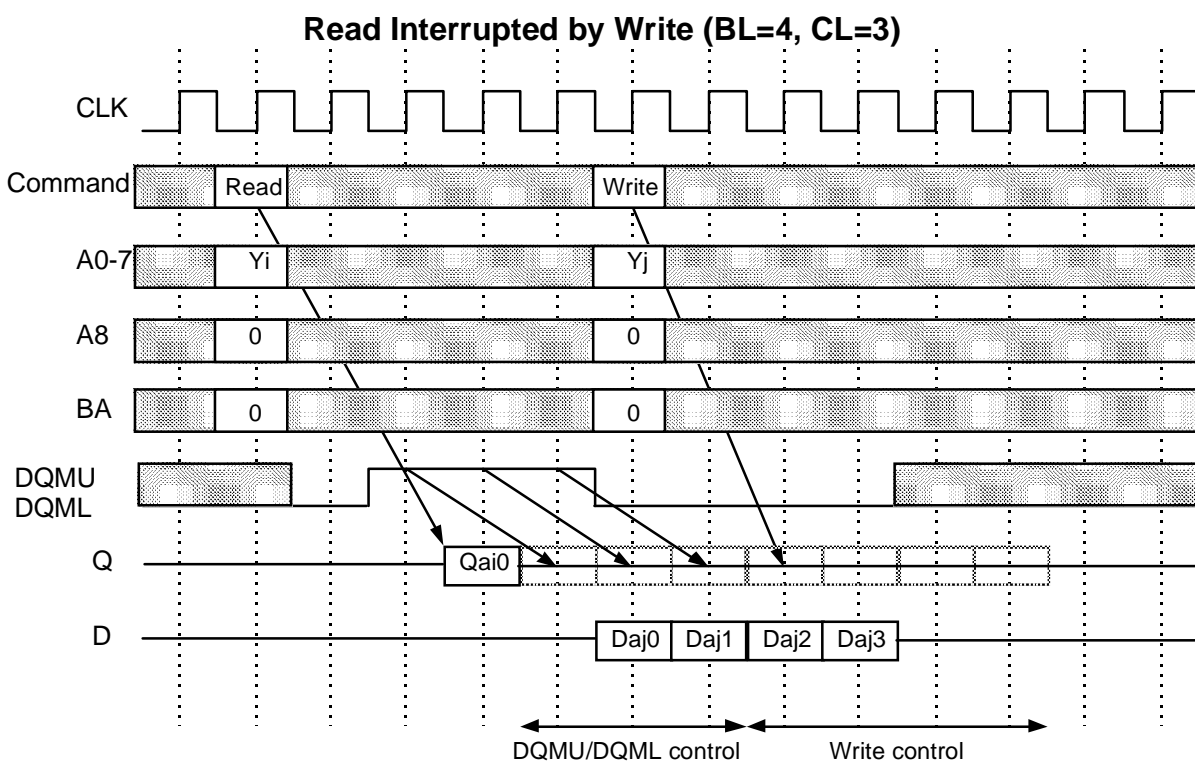 Read Interrupted by Write (BL=4, CL=3)
CLK
Command Read Write
A0-7 Yi Yj
A8 0 0
BA 0 0
DQMU
DQML
Q Qai0
D Daj0 Daj1 Daj2 Daj3
DQMU/DQML control Write control